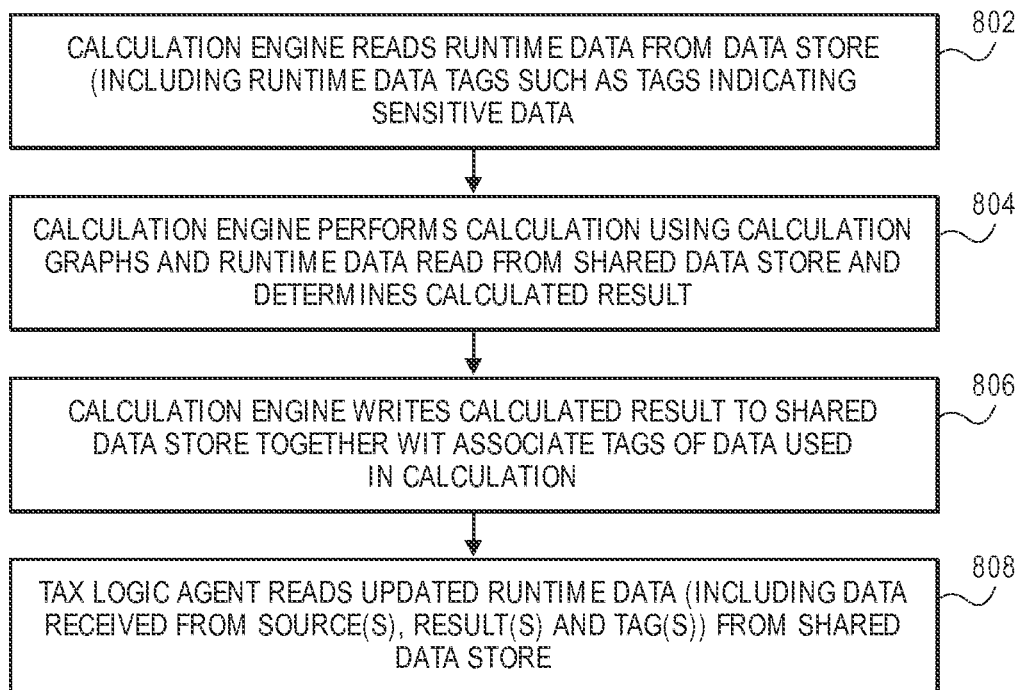 802
CALCULATION ENGINE READS RUNTIME DATA FROM DATA STORE
(INCLUDING RUNTIME DATA TAGS SUCH AS TAGS INDICATING
SENSITIVE DATA
804
CALCULATION ENGINE PERFORMS CALCULATION USING CALCULATION
GRAPHS AND RUNTIME DATA READ FROM SHARED DATA STORE AND
DETERMINES CALCULATED RESULT
806
CALCULATION ENGINE WRITES CALCULATED RESULT TO SHARED
DATA STORE TOGETHER WIT ASSOCIATE TAGS OF DATA USED
IN CALCULATION
808
TAX LOGIC AGENT READS UPDATED RUNTIME DATA (INCLUDING DATA
RECEIVED FROM SOURCE(S), RESULT(S) AND TAG(S)) FROM SHARED
DATA STORE